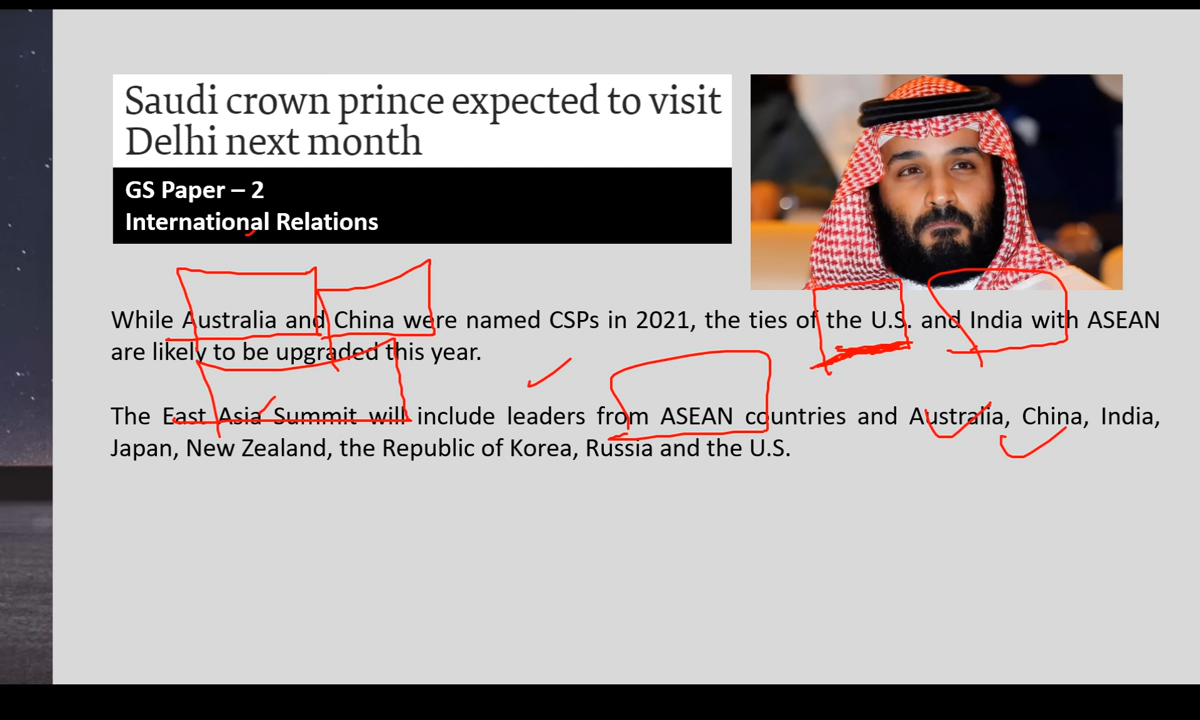 Saudi crown prince expected to visit
Delhi next month
GS Paper – 2
International Relations
While Australia and China were named CSPs in 2021, the ties of the U.S. and India with ASEAN
are likely to be upgraded this year.
The East Asia Summit will include leaders from ASEAN countries and Australia, China, India,
Japan, New Zealand, the Republic of Korea, Russia and the U.S.